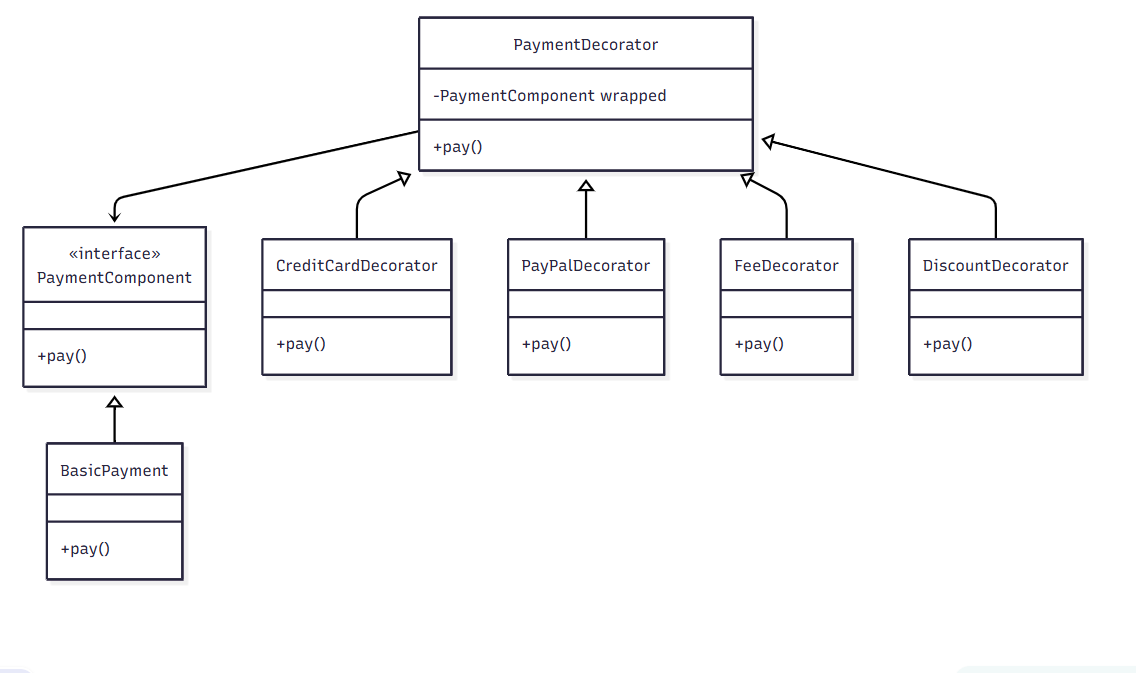 PaymentDecorator
-PaymentComponent wrapped
+pay()
«interface»
PaymentComponent
+pay()
CreditCardDecorator
+pay()
PayPalDecorator
+pay()
FeeDecorator
+pay()
DiscountDecorator
+pay()
BasicPayment
+pay()